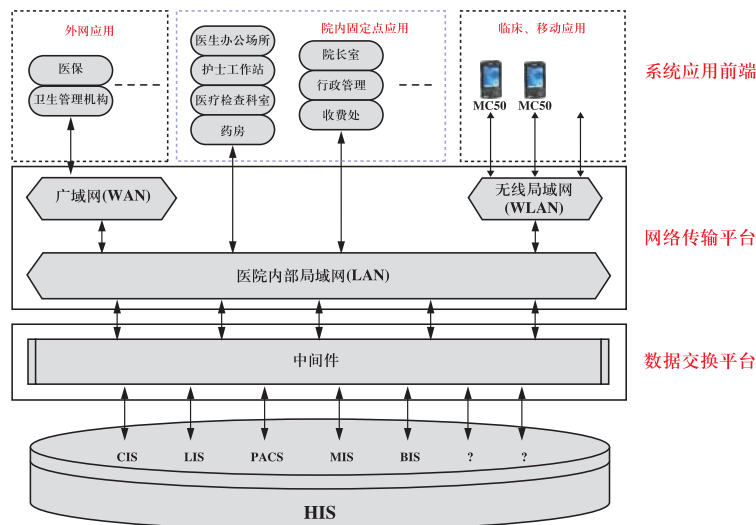 外网应用
医保
卫生管理机构
院内固定点应用
医生办公场所
护士工作站
医疗检查科室
药房
院长室
行政管理
收费处
临床、移动应用
MC50
MC50
系统应用前端
广域网(WAN)
无线局域网
(WLAN)
网络传输平台
医院内部局域网(LAN)
中间件
数据交换平台
CIS
LIS
PACS
MIS
BIS
?
?
HIS